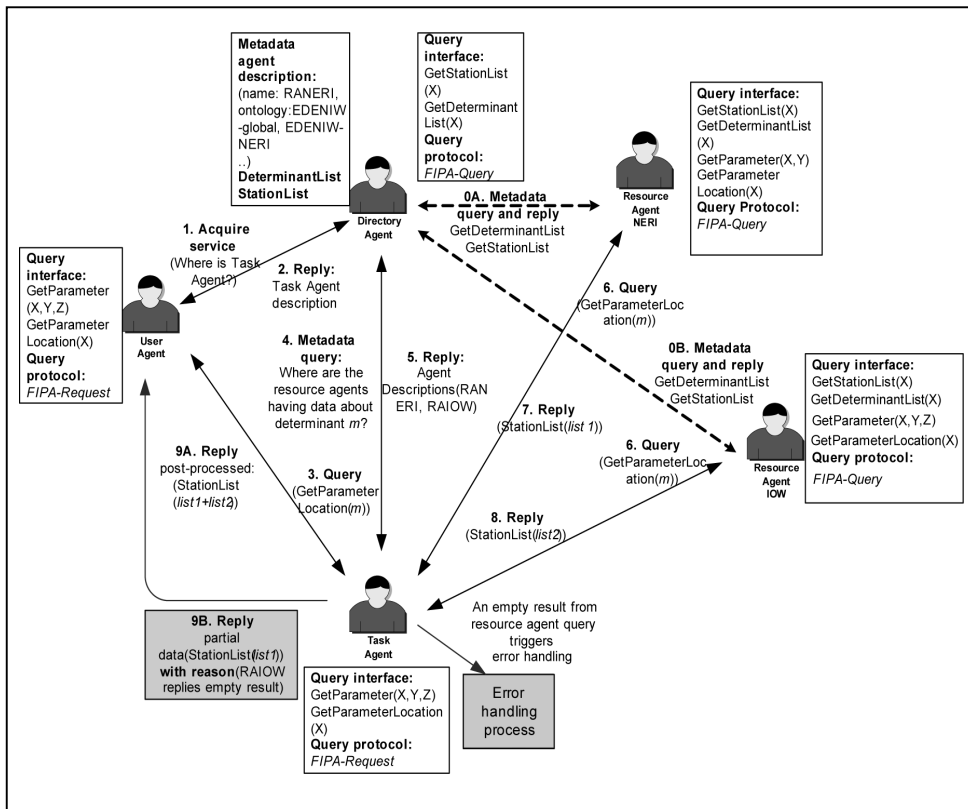 Metadata
agent
description:
(name: RANERI,
ontology:EDENIW
-global, EDENIW-
NERI
..)
DeterminantList
StationList
Query
interface:
GetStationList
(X)
GetDeterminant
List(X)
Query
protocol:
FIPA-Query
Directory
Agent
Query interface:
GetStationList(X)
GetDeterminantList
(X)
GetParameter(X,Y)
GetParameter
Location(X)
Query Protocol:
FIPA-Query
Resource
Agent
NERI
0A. Metadata
query and reply
GetDeterminantList
GetStationList
1. Acquire
service
(Where is Task
Agent?)
2. Reply:
Task Agent
description
Query
interface:
GetParameter
(X,Y,Z)
GetParameter
Location(X)
Query
protocol:
FIPA-Request
User
Agent
4. Metadata
query:
Where are the
resource agents
having data about
determinant m?
5. Reply:
Agent
Descriptions(RAN
ERI, RAIOW)
6. Query
(GetParameterLoc
ation(m))
0B. Metadata
query and reply
GetDeterminantList
GetStationList
Query interface:
GetStationList(X)
GetDeterminantList(X)
GetParameter(X,Y,Z)
GetParameterLocation(X)
Query protocol:
FIPA-Query
Resource
Agent
IOW
7. Reply
(StationList(list 1))
6. Query
(GetParameterLoc
ation(m))
9A. Reply
post-processed:
(StationList
(list1+list2))
3. Query
(GetParameter
Location(m))
8. Reply
(StationList(list2))
9B. Reply
partial
data(StationList(list1))
with reason(RAIOW
replies empty result)
Task
Agent
An empty result from
resource agent query
triggers
error handling
Query interface:
GetParameter(X,Y,Z)
GetParameterLocation
(X)
Query protocol:
FIPA-Request
Error
handling
process